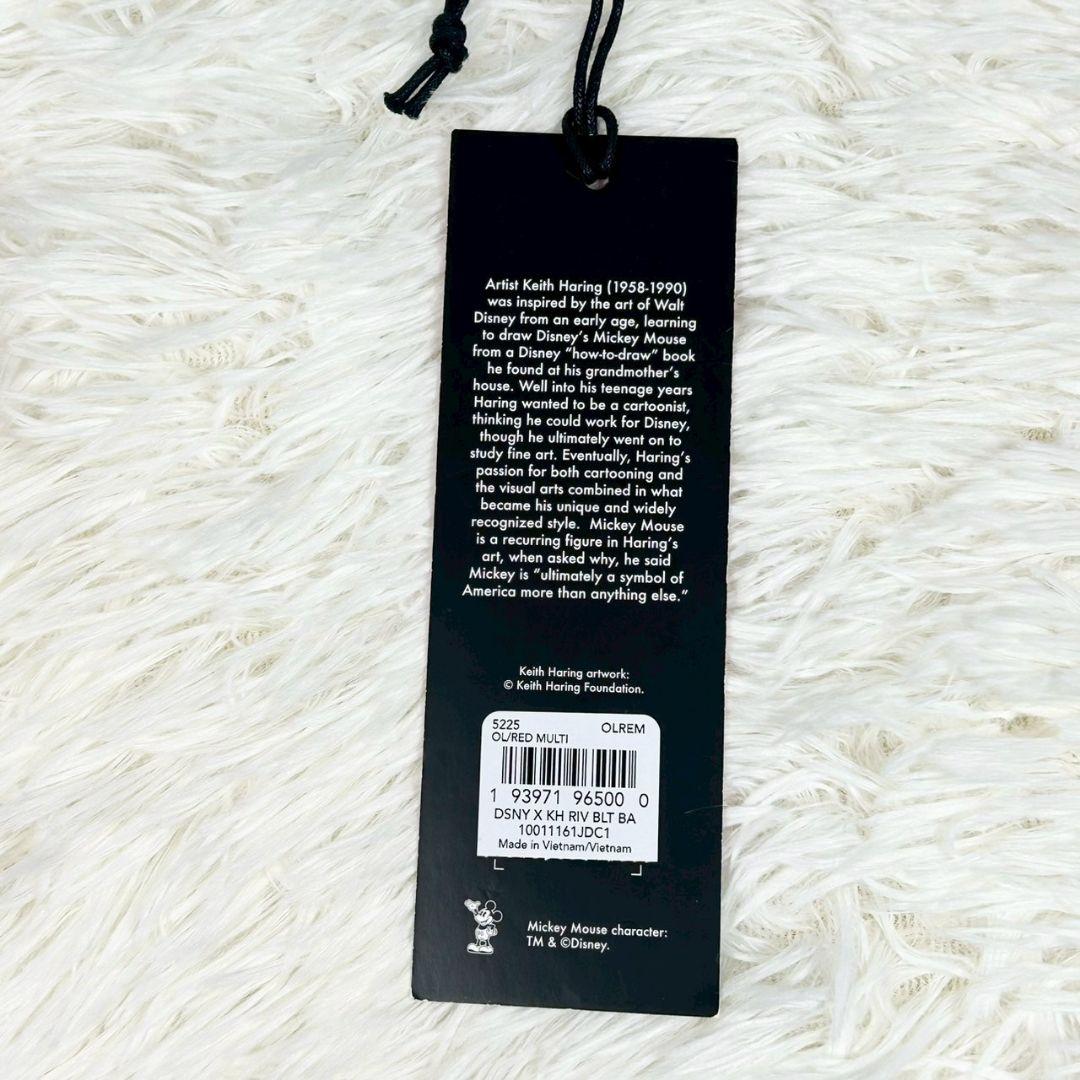 Artist Keith Haring (1958-1990)
was inspired by the art of Walt
Disney from an early age, learning
to draw Disney's Mickey Mouse
from a Disney "how-to-draw" book
he found at his grandmother's
house. Well into his teenage years
Haring wanted to be a cartoonist,
thinking he could work for Disney,
though he ultimately went on to
study fine art. Eventually, Haring's
passion for both cartooning and
the visual arts combined in what
became his unique and widely
recognized style. Mickey Mouse
is a recurring figure in Haring's
art, when asked why, he said
Mickey is "ultimately a symbol of
America more than anything else."
Keith Haring artwork:
© Keith Haring Foundation.
5225 OLREM
OL/RED MULTI
1 93971 96500 0
DSNY X KH RIV BLT BA
10011161JDC1
Made in Vietnam/Vietnam
Mickey Mouse character:
TM & ©Disney.